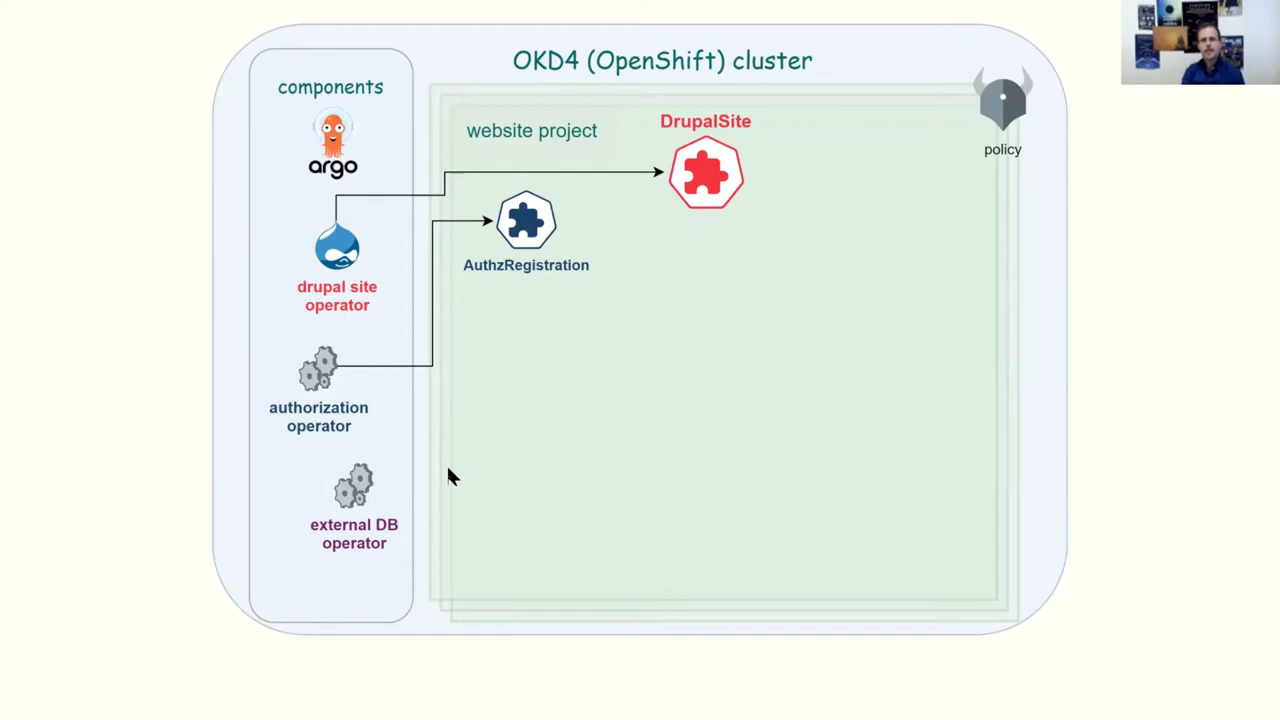 OKD4 (OpenShift) cluster
components
argo
drupal site
operator
authorization
operator
external DB
operator
website project
DrupalSite
AuthzRegistration
policy